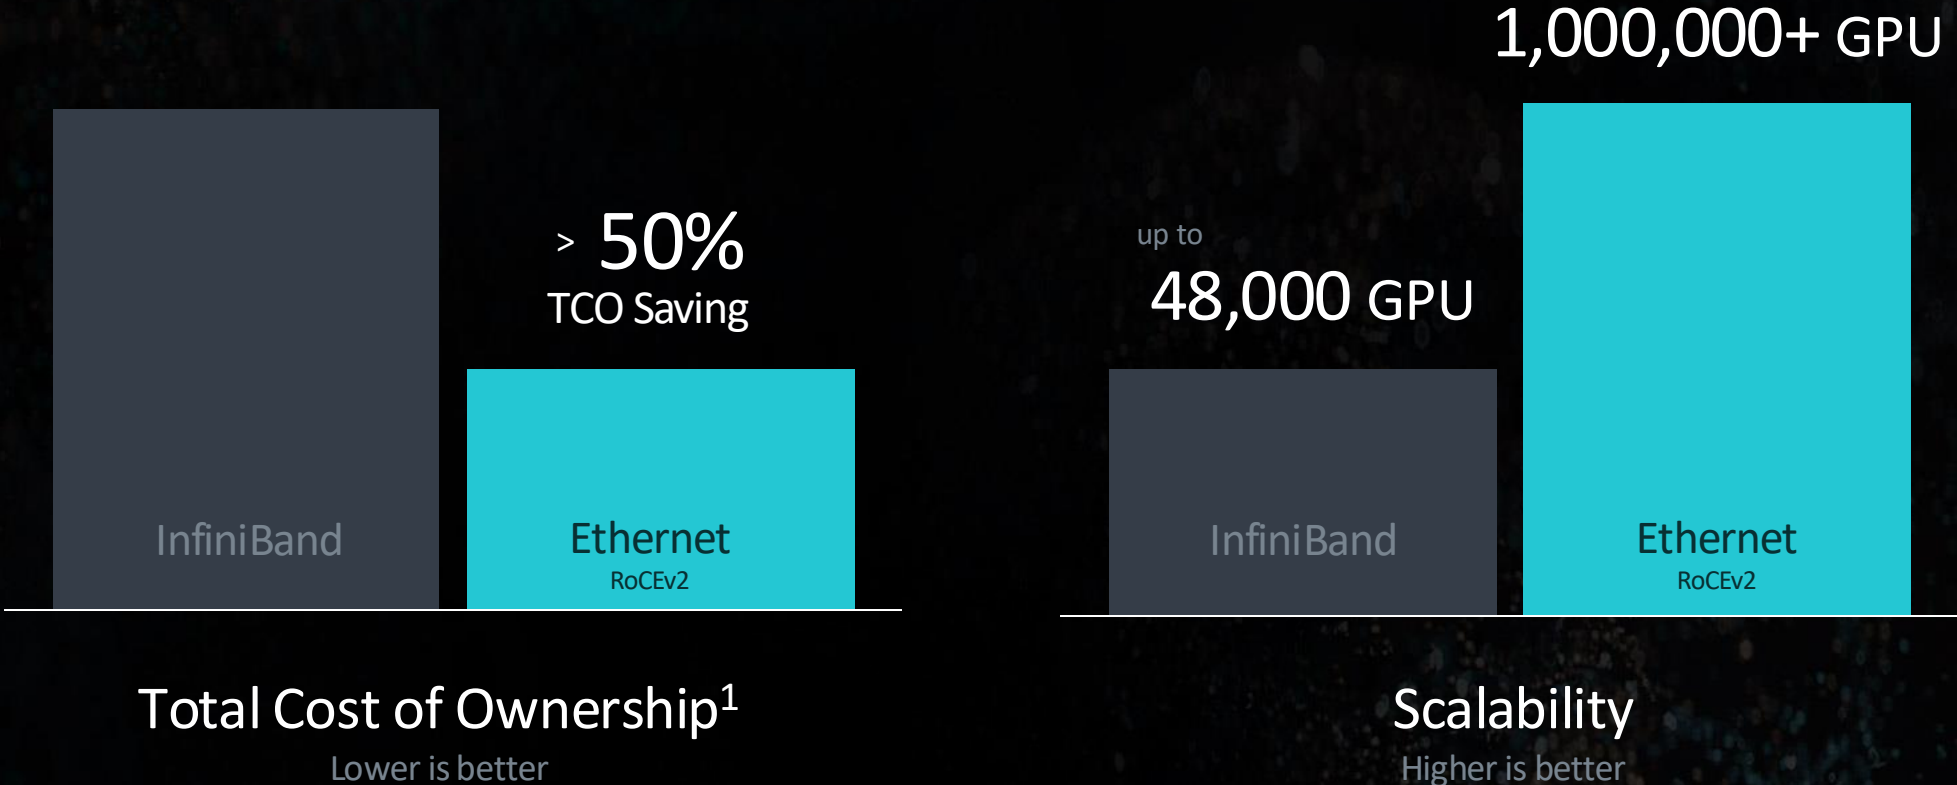 > 50%
TCO Saving
InfiniBand
Ethernet
RoCEv2
Total Cost of Ownership¹
Lower is better
1,000,000+ GPU
up to
48,000 GPU
InfiniBand
Ethernet
RoCEv2
Scalability
Higher is better